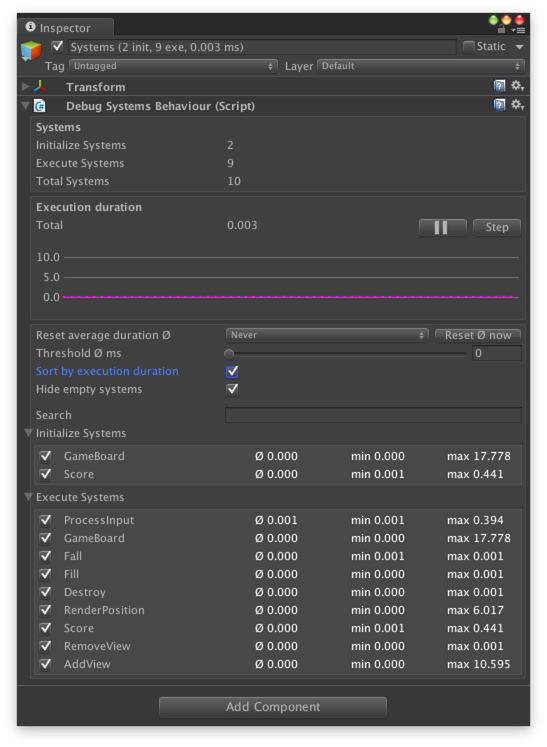 Inspector
Systems (2 init, 9 exe, 0.003 ms) Static
Tag Untagged Layer Default
Transform
Debug Systems Behaviour (Script)
Systems
Initialize Systems 2
Execute Systems 9
Total Systems 10
Execution duration
Total 0.003 Step
10.0
5.0
0.0
Reset average duration Ø Never Reset Ø now
Threshold Ø ms 0
Sort by execution duration
Hide empty systems
Search
Initialize Systems
GameBoard Ø 0.000 min 0.000 max 17.778
Score Ø 0.000 min 0.001 max 0.441
Execute Systems
ProcessInput Ø 0.001 min 0.001 max 0.394
GameBoard Ø 0.000 min 0.000 max 17.778
Fall Ø 0.000 min 0.001 max 0.001
Fill Ø 0.000 min 0.000 max 0.001
Destroy Ø 0.000 min 0.000 max 0.001
RenderPosition Ø 0.000 min 0.000 max 6.017
Score Ø 0.000 min 0.001 max 0.441
RemoveView Ø 0.000 min 0.000 max 0.001
AddView Ø 0.000 min 0.000 max 10.595
Add Component